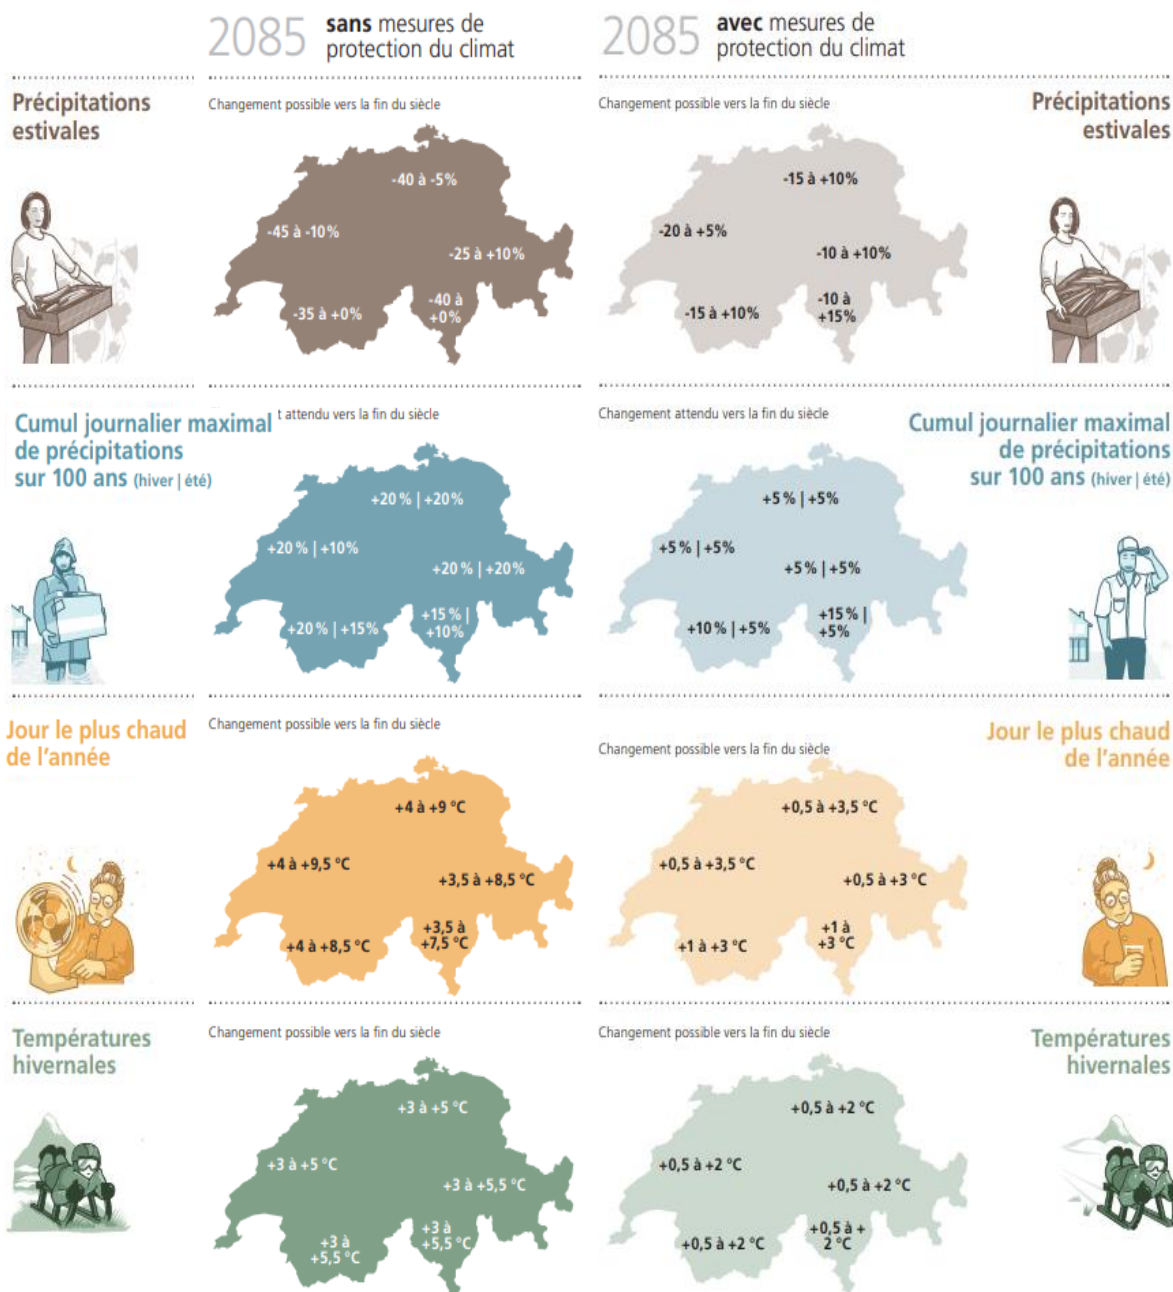 2085
sans mesures de
protection du climat
2085
avec mesures de
protection du climat
Précipitations
estivales
Changement possible vers la fin du siècle
-40 à -5%
-45 à -10%
-25 à +10%
-35 à +0%
-40 à
+0%
Changement possible vers la fin du siècle
-15 à +10%
-20 à +5%
-10 à +10%
-15 à +10%
-10 à
+15%
Précipitations
estivales
Cumul journalier maximal
de précipitations
sur 100 ans (hiver | été)
t attendu vers la fin du siècle
+20 % | +20%
+20 % | +10%
+20 % | +20%
+20 % | +15%
+15 % |
+10%
Changement attendu vers la fin du siècle
+5 % | +5%
+5 % | +5%
+5 % | +5%
+10 % | +5%
+15 % |
+5%
Cumul journalier maximal
de précipitations
sur 100 ans (hiver | été)
Jour le plus chaud
de l'année
Changement possible vers la fin du siècle
+4 à +9 °C
+4 à +9,5 °C
+3,5 à +8,5 °C
+4 à +8,5 °C
+3,5 à
+7,5 °C
Changement possible vers la fin du siècle
+0,5 à +3,5 °C
+0,5 à +3,5 °C
+0,5 à +3 °C
+1 à +3 °C
+1 à
+3 °C
Jour le plus chaud
de l'année
Températures
hivernales
Changement possible vers la fin du siècle
+3 à +5 °C
+3 à +5 °C
+3 à +5,5 °C
+3 à
+5,5 °C
+3 à
+5,5 °C
Changement possible vers la fin du siècle
+0,5 à +2 °C
+0,5 à +2 °C
+0,5 à +2 °C
+0,5 à +2 °C
+0,5 à +
2 °C
Températures
hivernales